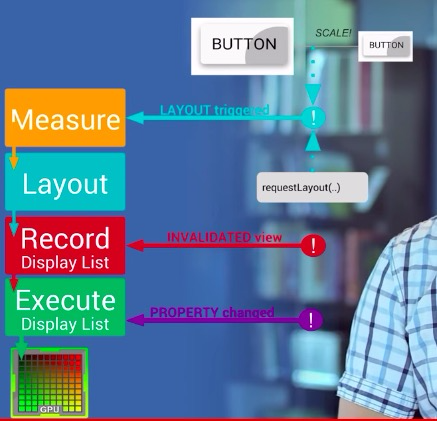 BUTTON
SCALE!
BUTTON
Measure
LAYOUT triggered
!
Layout
requestLayout(..)
Record
Display List
INVALIDATED view
!
Execute
Display List
PROPERTY changed
!
GPU